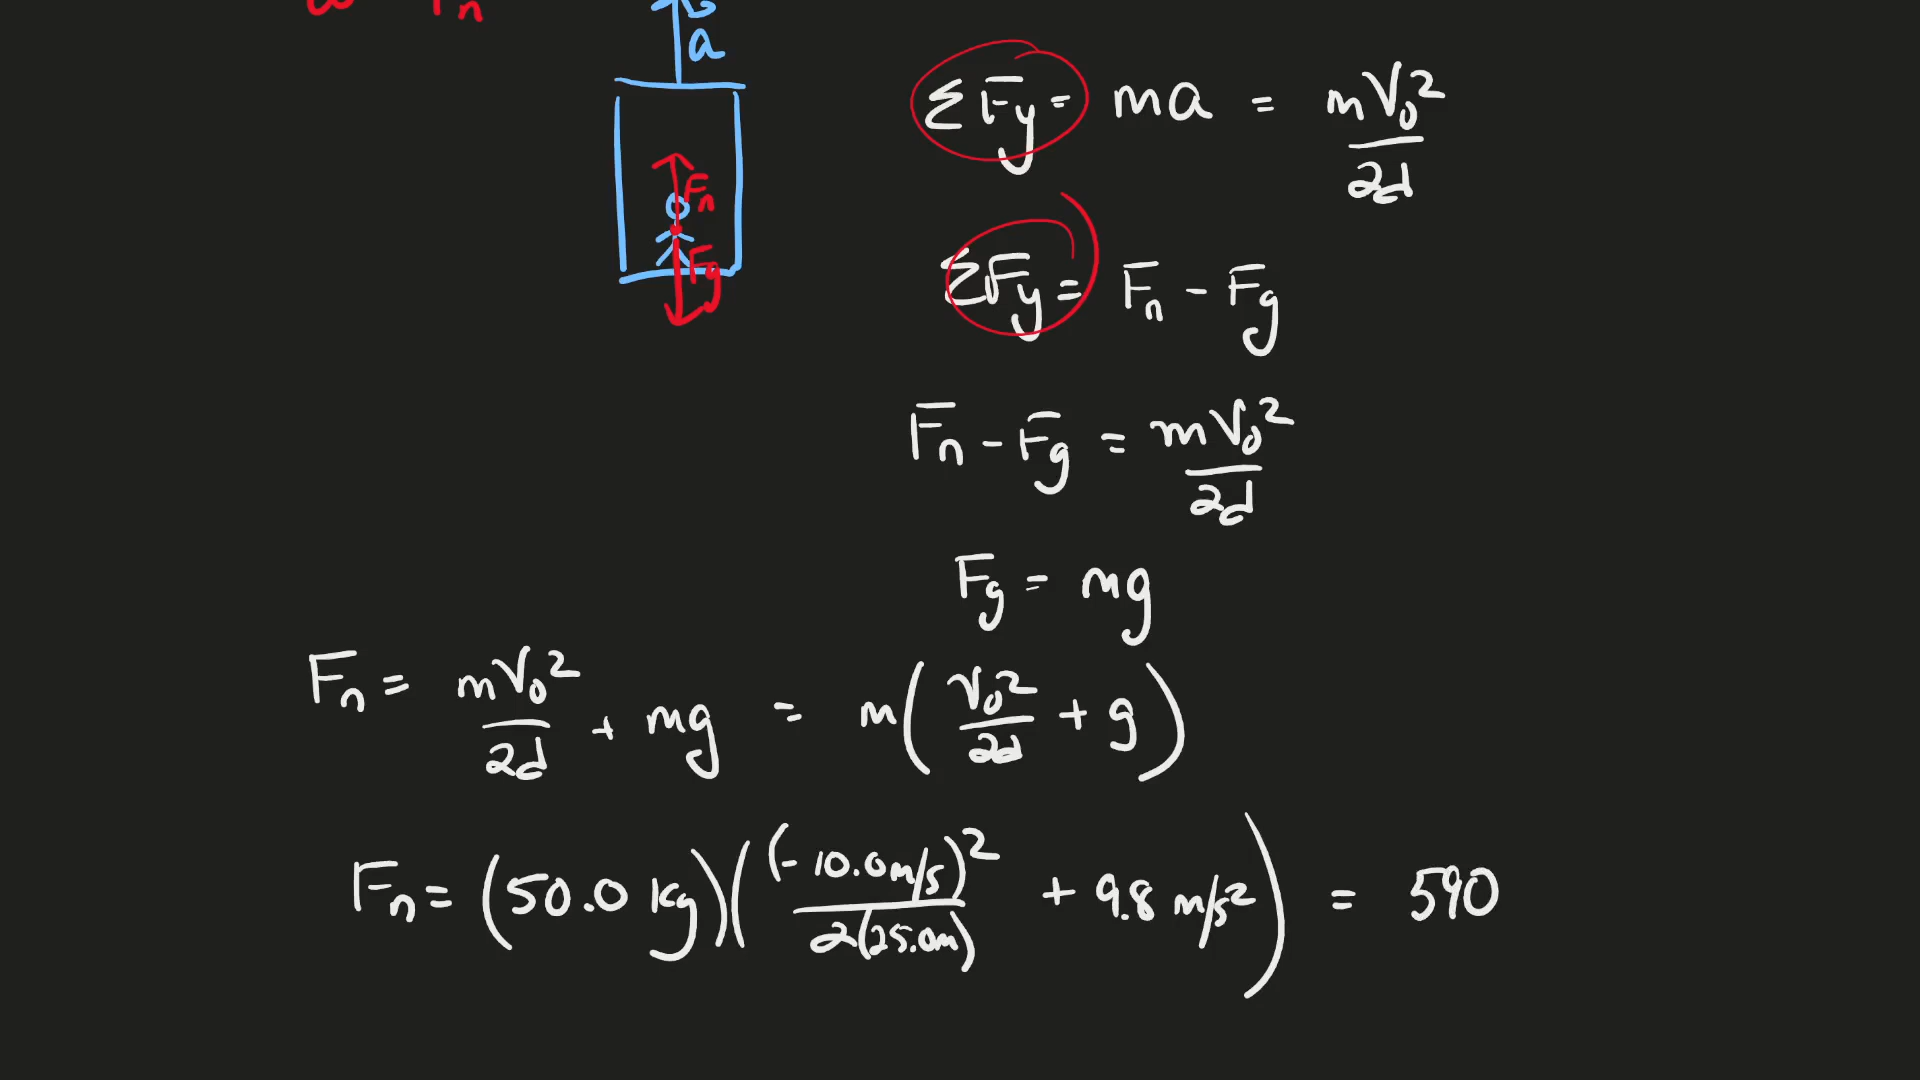 Fn
a
ΣFy = ma = mV₀²/2d
Fn
Fg
ΣFy = Fn - Fg
Fn - Fg = mV₀²/2d
Fg = mg
Fn = mV₀²/2d + mg = m(V₀²/2d + g)
Fn = (50.0 kg)((-10.0 m/s)²/2(25.0m) + 9.8 m/s²) = 590